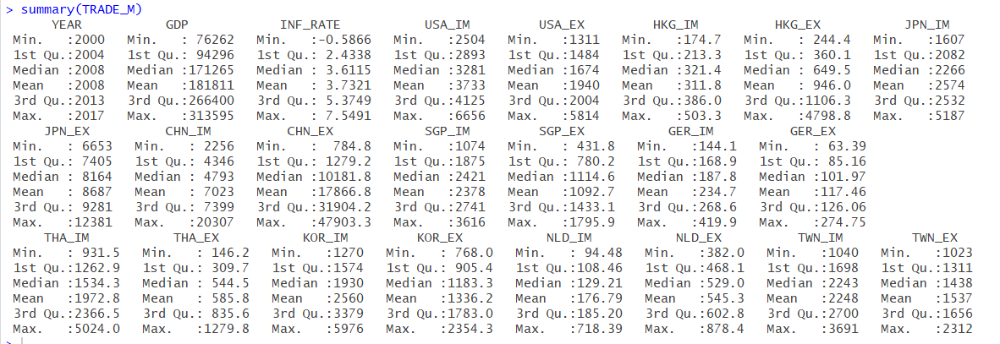 > summary(TRADE_M)
      YEAR           GDP            INF_RATE           USA_IM         USA_EX         HKG_IM          HKG_EX           JPN_IM
 Min.   :2000   Min.   : 76262   Min.   :-0.5866   Min.   :2504   Min.   :1311   Min.   :174.7   Min.   : 244.4   Min.   :1607
 1st Qu.:2004   1st Qu.: 94296   1st Qu.: 2.4338   1st Qu.:2893   1st Qu.:1484   1st Qu.:213.3   1st Qu.: 360.1   1st Qu.:2082
 Median :2008   Median :171265   Median : 3.6115   Median :3281   Median :1674   Median :321.4   Median : 649.5   Median :2266
 Mean   :2008   Mean   :181811   Mean   : 3.7321   Mean   :3733   Mean   :1940   Mean   :311.8   Mean   : 946.0   Mean   :2574
 3rd Qu.:2013   3rd Qu.:266400   3rd Qu.: 5.3749   3rd Qu.:4125   3rd Qu.:2004   3rd Qu.:386.0   3rd Qu.:1106.3   3rd Qu.:2532
 Max.   :2017   Max.   :313595   Max.   : 7.5491   Max.   :6656   Max.   :5814   Max.   :503.3   Max.   :4798.8   Max.   :5187
     JPN_EX          CHN_IM          CHN_EX            SGP_IM         SGP_EX           GER_IM          GER_EX
 Min.   : 6653   Min.   : 2256   Min.   :  784.8   Min.   :1074   Min.   : 431.8   Min.   :144.1   Min.   : 63.39
 1st Qu.: 7405   1st Qu.: 4346   1st Qu.: 1279.2   1st Qu.:1875   1st Qu.: 780.2   1st Qu.:168.9   1st Qu.: 85.16
 Median : 8164   Median : 4793   Median :10181.8   Median :2421   Median :1114.6   Median :187.8   Median :101.97
 Mean   : 8687   Mean   : 7023   Mean   :17866.8   Mean   :2378   Mean   :1092.7   Mean   :234.7   Mean   :117.46
 3rd Qu.: 9281   3rd Qu.: 7399   3rd Qu.:31904.2   3rd Qu.:2741   3rd Qu.:1433.1   3rd Qu.:268.6   3rd Qu.:126.06
 Max.   :12381   Max.   :20307   Max.   :47903.3   Max.   :3616   Max.   :1795.9   Max.   :419.9   Max.   :274.75
     THA_IM           THA_EX           KOR_IM         KOR_EX           NLD_IM           NLD_EX          TWN_IM         TWN_EX
 Min.   : 931.5   Min.   : 146.2   Min.   :1270   Min.   : 768.0   Min.   : 94.48   Min.   :382.0   Min.   :1040   Min.   :1023
 1st Qu.:1262.9   1st Qu.: 309.7   1st Qu.:1574   1st Qu.: 905.4   1st Qu.:108.46   1st Qu.:468.1   1st Qu.:1698   1st Qu.:1311
 Median :1534.3   Median : 544.5   Median :1930   Median :1183.3   Median :129.21   Median :529.0   Median :2243   Median :1438
 Mean   :1972.8   Mean   : 585.8   Mean   :2560   Mean   :1336.2   Mean   :176.79   Mean   :545.3   Mean   :2248   Mean   :1537
 3rd Qu.:2366.5   3rd Qu.: 835.6   3rd Qu.:3379   3rd Qu.:1783.0   3rd Qu.:185.20   3rd Qu.:602.8   3rd Qu.:2700   3rd Qu.:1656
 Max.   :5024.0   Max.   :1279.8   Max.   :5976   Max.   :2354.3   Max.   :718.39   Max.   :878.4   Max.   :3691   Max.   :2312
>